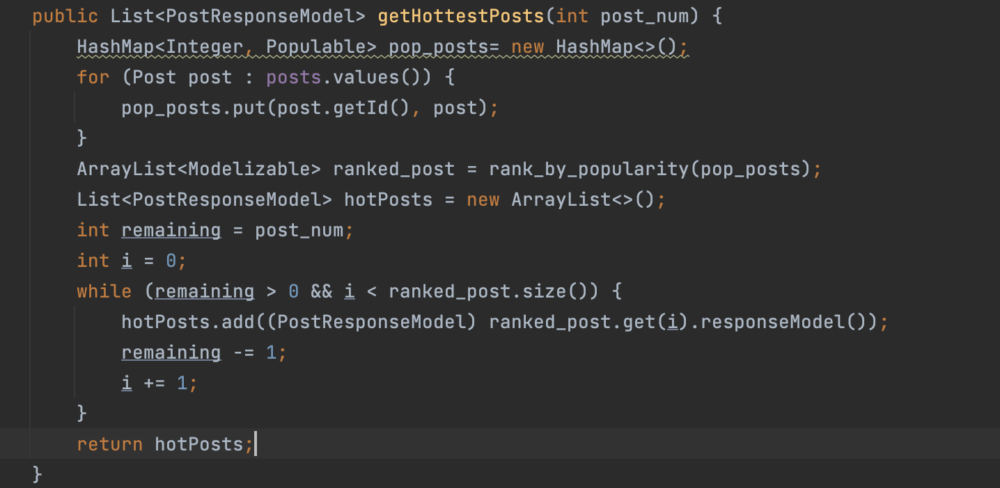 public List<PostResponseModel> getHottestPosts(int post_num) {
    HashMap<Integer, Populable> pop_posts= new HashMap<>();
    for (Post post : posts.values()) {
        pop_posts.put(post.getId(), post);
    }
    ArrayList<Modelizable> ranked_post = rank_by_popularity(pop_posts);
    List<PostResponseModel> hotPosts = new ArrayList<>();
    int remaining = post_num;
    int i = 0;
    while (remaining > 0 && i < ranked_post.size()) {
        hotPosts.add((PostResponseModel) ranked_post.get(i).responseModel());
        remaining -= 1;
        i += 1;
    }
    return hotPosts;
}